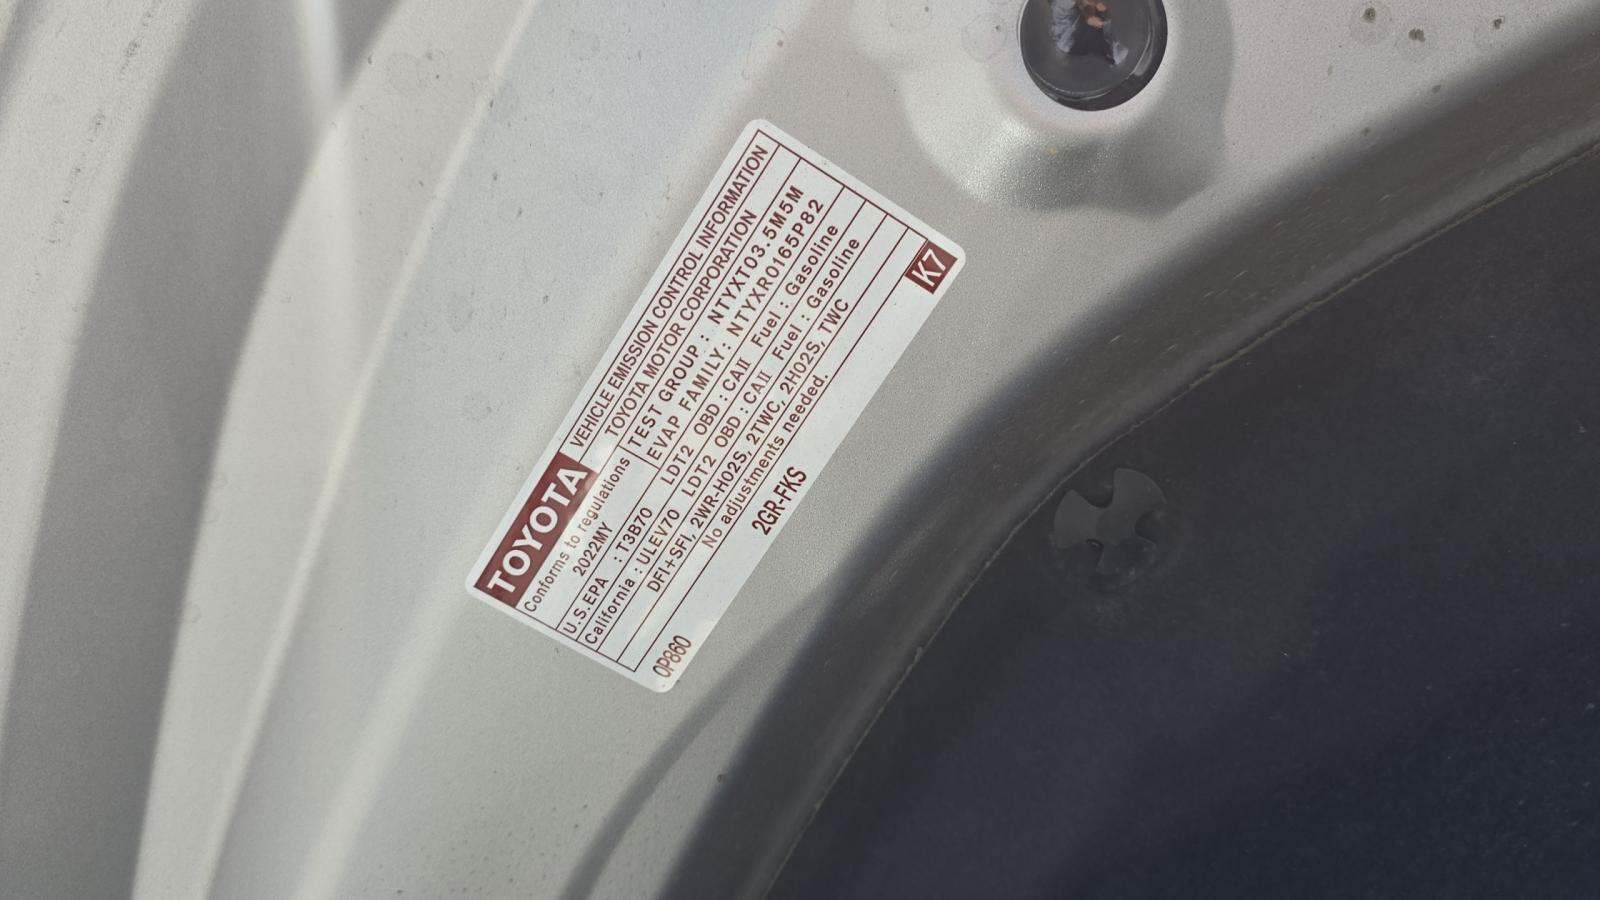 TOYOTA VEHICLE EMISSION CONTROL INFORMATION
Conforms to regulations TOYOTA MOTOR CORPORATION
2022MY TEST GROUP : NTYXT03.5M5M
EVAP FAMILY: NTYXR0165P82
U.S.EPA : T3B70 LDT2 OBD : CAII Fuel : Gasoline
California : ULEV70 LDT2 OBD : CAII Fuel : Gasoline
DFI+SFI, 2WR-HO2S, 2TWC, 2HO2S, TWC
No adjustments needed.
0P860 2GR-FKS K7